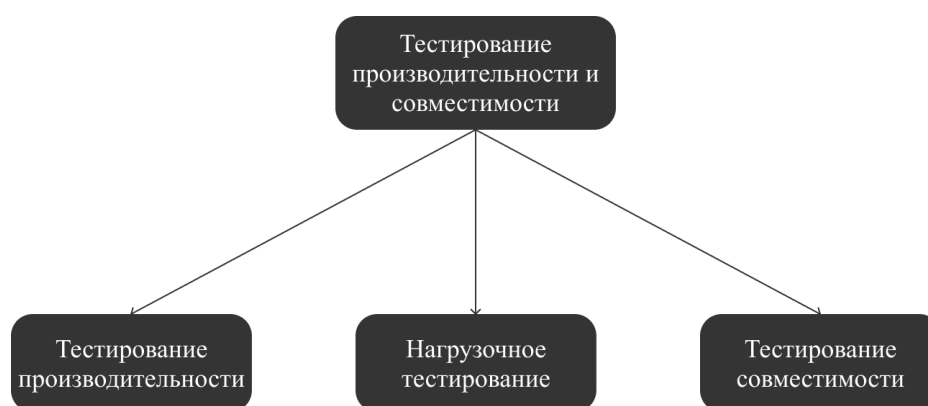 Тестирование
производительности и
совместимости
Тестирование
производительности
Нагрузочное
тестирование
Тестирование
совместимости